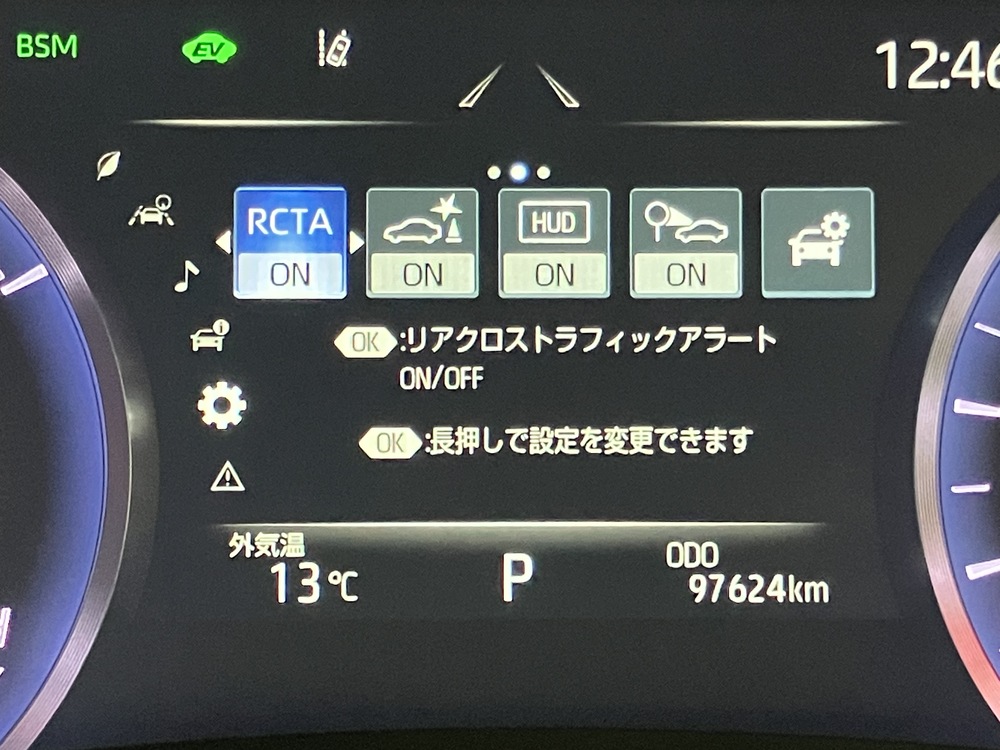 BSM
EV
12:46
RCTA
ON
ON
HUD
ON
ON
OK :リアクロストラフィックアラート
ON/OFF
OK :長押しで設定を変更できます
外気温
13℃
P
ODO
97624km